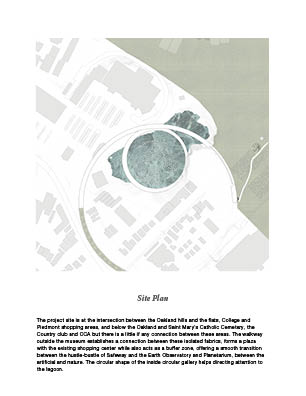 Site Plan
The project site is at the intersection between the Oakland hills and the flats, College and
Piedmont shopping areas, and below the Oakland and Saint Mary's Catholic Cemetery, the
Country club and CCA but there is a little if any connection between these areas. The walkway
outside the museum establishes a connection between these isolated fabrics, forms a plaza
with the existing shopping center while also acts as a buffer zone, offering a smooth transition
between the hustle-bustle of Safeway and the Earth Observatory and Planetarium, between the
artificial and nature. The circular shape of the inside circular gallery helps directing attention to
the lagoon.